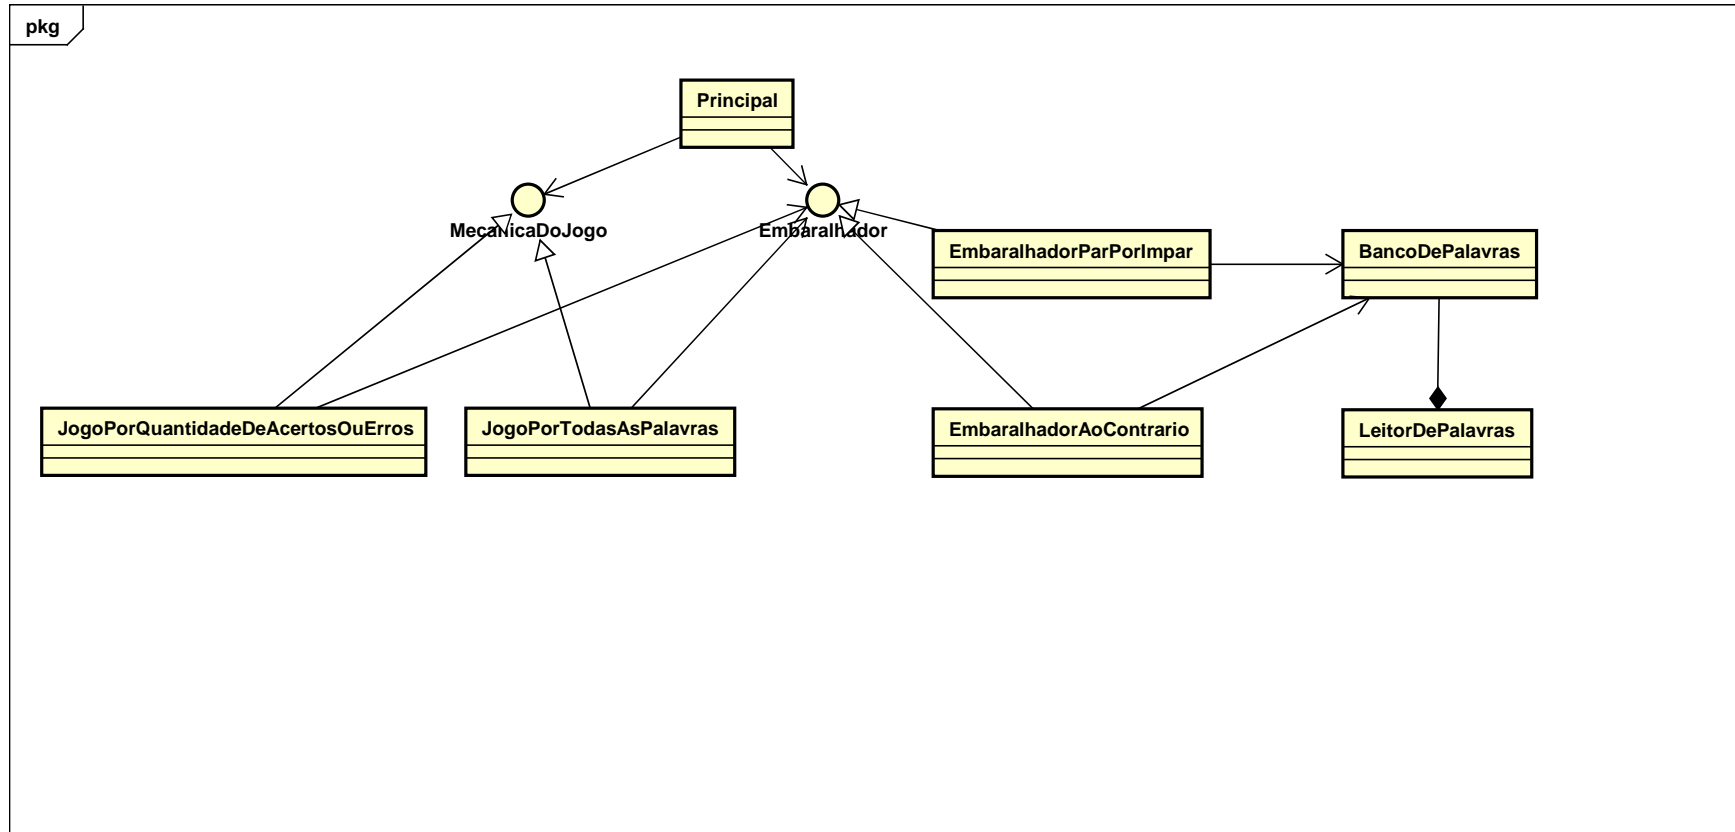 pkg
Principal
MecanicaDoJogo
Embaralhador
EmbaralhadorParPorImpar
BancoDePalavras
JogoPorQuantidadeDeAcertosOuErros
JogoPorTodasAsPalavras
EmbaralhadorAoContrario
LeitorDePalavras